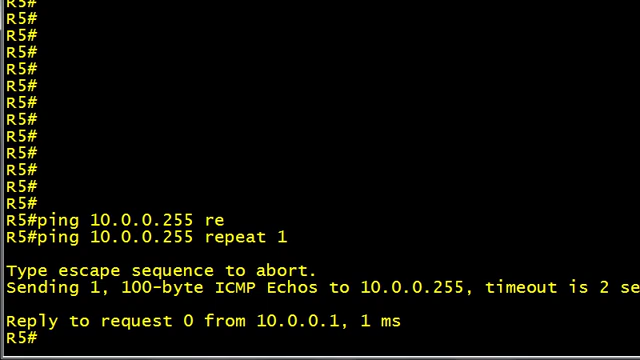 R5#
R5#
R5#
R5#
R5#
R5#
R5#
R5#
R5#
R5#
R5#
R5#
R5#
R5#ping 10.0.0.255 re
R5#ping 10.0.0.255 repeat 1
Type escape sequence to abort.
Sending 1, 100-byte ICMP Echos to 10.0.0.255, timeout is 2 se
Reply to request 0 from 10.0.0.1, 1 ms
R5#